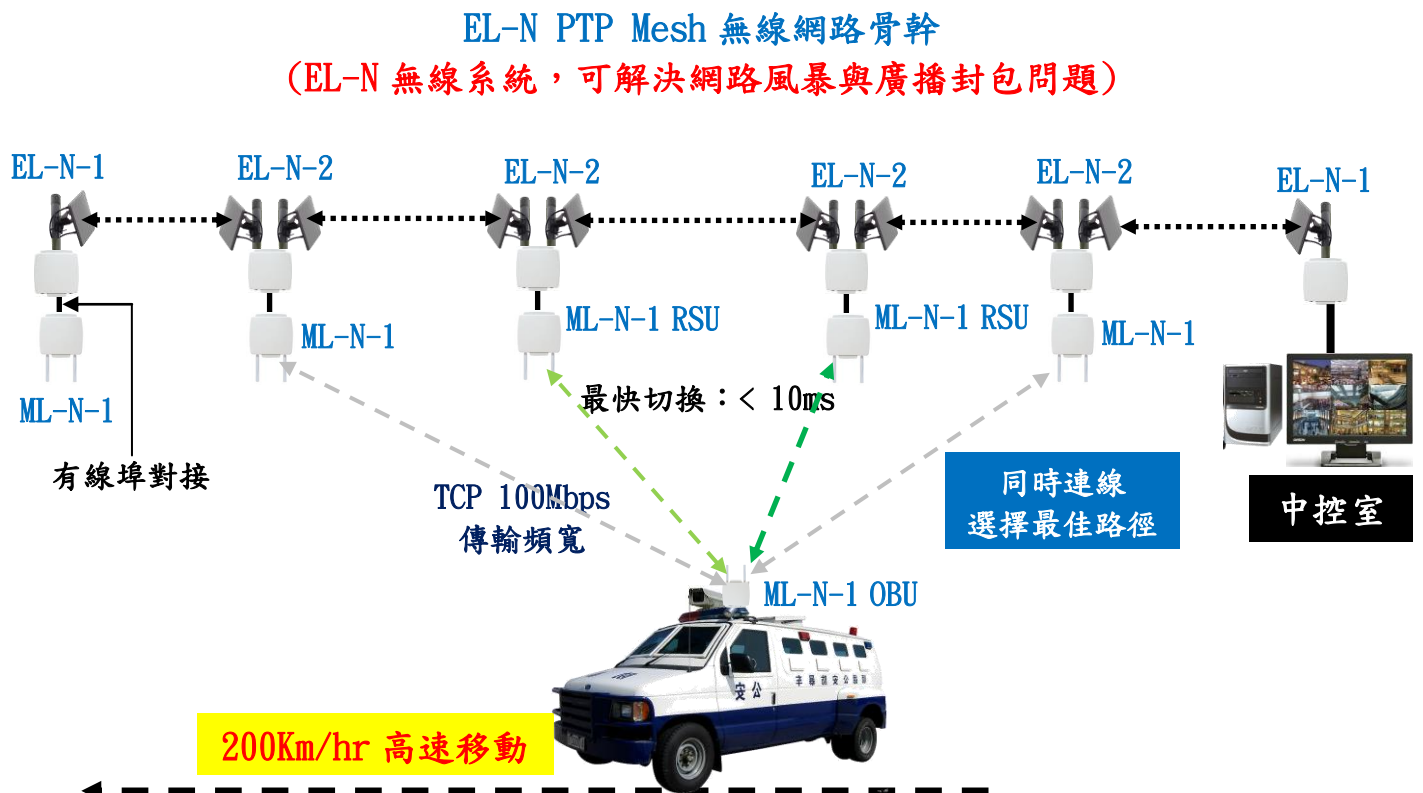 EL-N PTP Mesh 無線網路骨幹
(EL-N 無線系統，可解決網路風暴與廣播封包問題)
EL-N-1
EL-N-2
EL-N-2
EL-N-2
EL-N-2
EL-N-1
ML-N-1
ML-N-1 RSU
ML-N-1 RSU
ML-N-1
ML-N-1
最快切換：< 10ms
有線埠對接
TCP 100Mbps
傳輸頻寬
同時連線
選擇最佳路徑
中控室
ML-N-1 OBU
安公
200Km/hr 高速移動